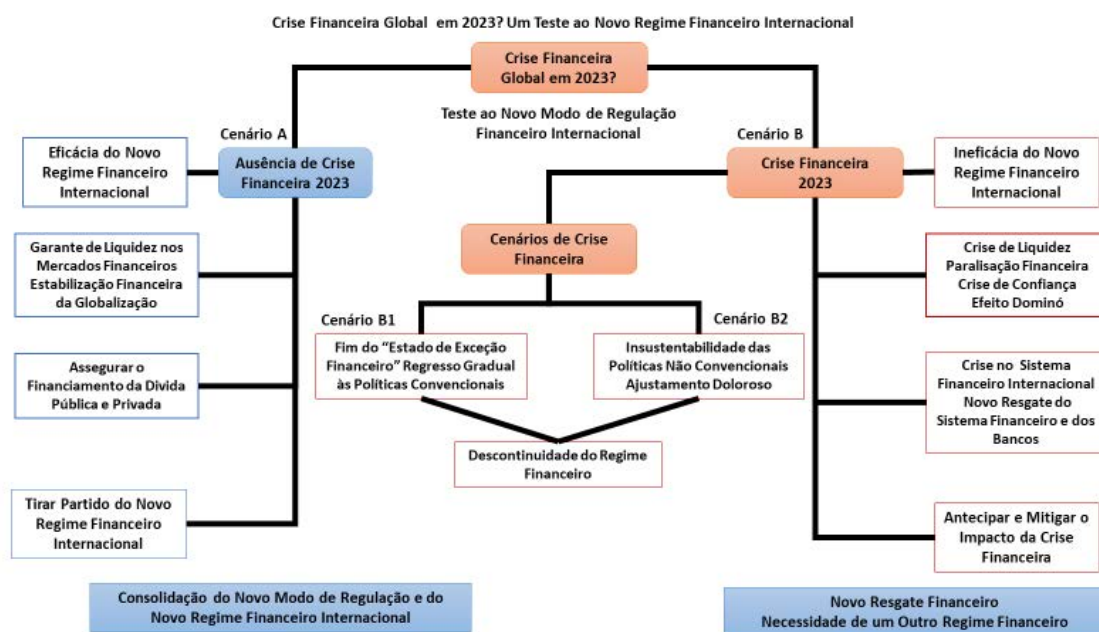 Crise Financeira Global em 2023? Um Teste ao Novo Regime Financeiro Internacional
Crise Financeira
Global em 2023?
Teste ao Novo Modo de Regulação
Financeiro Internacional
Cenário A
Ausência de Crise
Financeira 2023
Eficácia do Novo
Regime Financeiro
Internacional
Garante de Liquidez nos
Mercados Financeiros
Estabilização Financeira
da Globalização
Assegurar o
Financiamento da Divida
Pública e Privada
Tirar Partido do Novo
Regime Financeiro
Internacional
Consolidação do Novo Modo de Regulação e do
Novo Regime Financeiro Internacional
Cenários de Crise
Financeira
Cenário B1
Fim do “Estado de Exceção
Financeiro” Regresso Gradual
às Políticas Convencionais
Cenário B2
Insustentabilidade das
Políticas Não Convencionais
Ajustamento Doloroso
Descontinuidade do Regime
Financeiro
Cenário B
Crise Financeira
2023
Ineficácia do Novo
Regime Financeiro
Internacional
Crise de Liquidez
Paralisação Financeira
Crise de Confiança
Efeito Dominó
Crise no Sistema
Financeiro Internacional
Novo Resgate do
Sistema Financeiro e dos
Bancos
Antecipar e Mitigar o
Impacto da Crise
Financeira
Novo Resgate Financeiro
Necessidade de um Outro Regime Financeiro